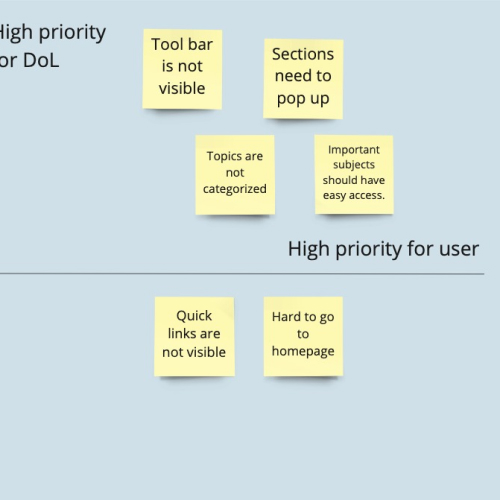 High priority
or DoL
Tool bar
is not
visible
Sections
need to
pop up
Topics are
not
categorized
Important
subjects
should have
easy access.
High priority for user
Quick
links are
not visible
Hard to go
to
homepage